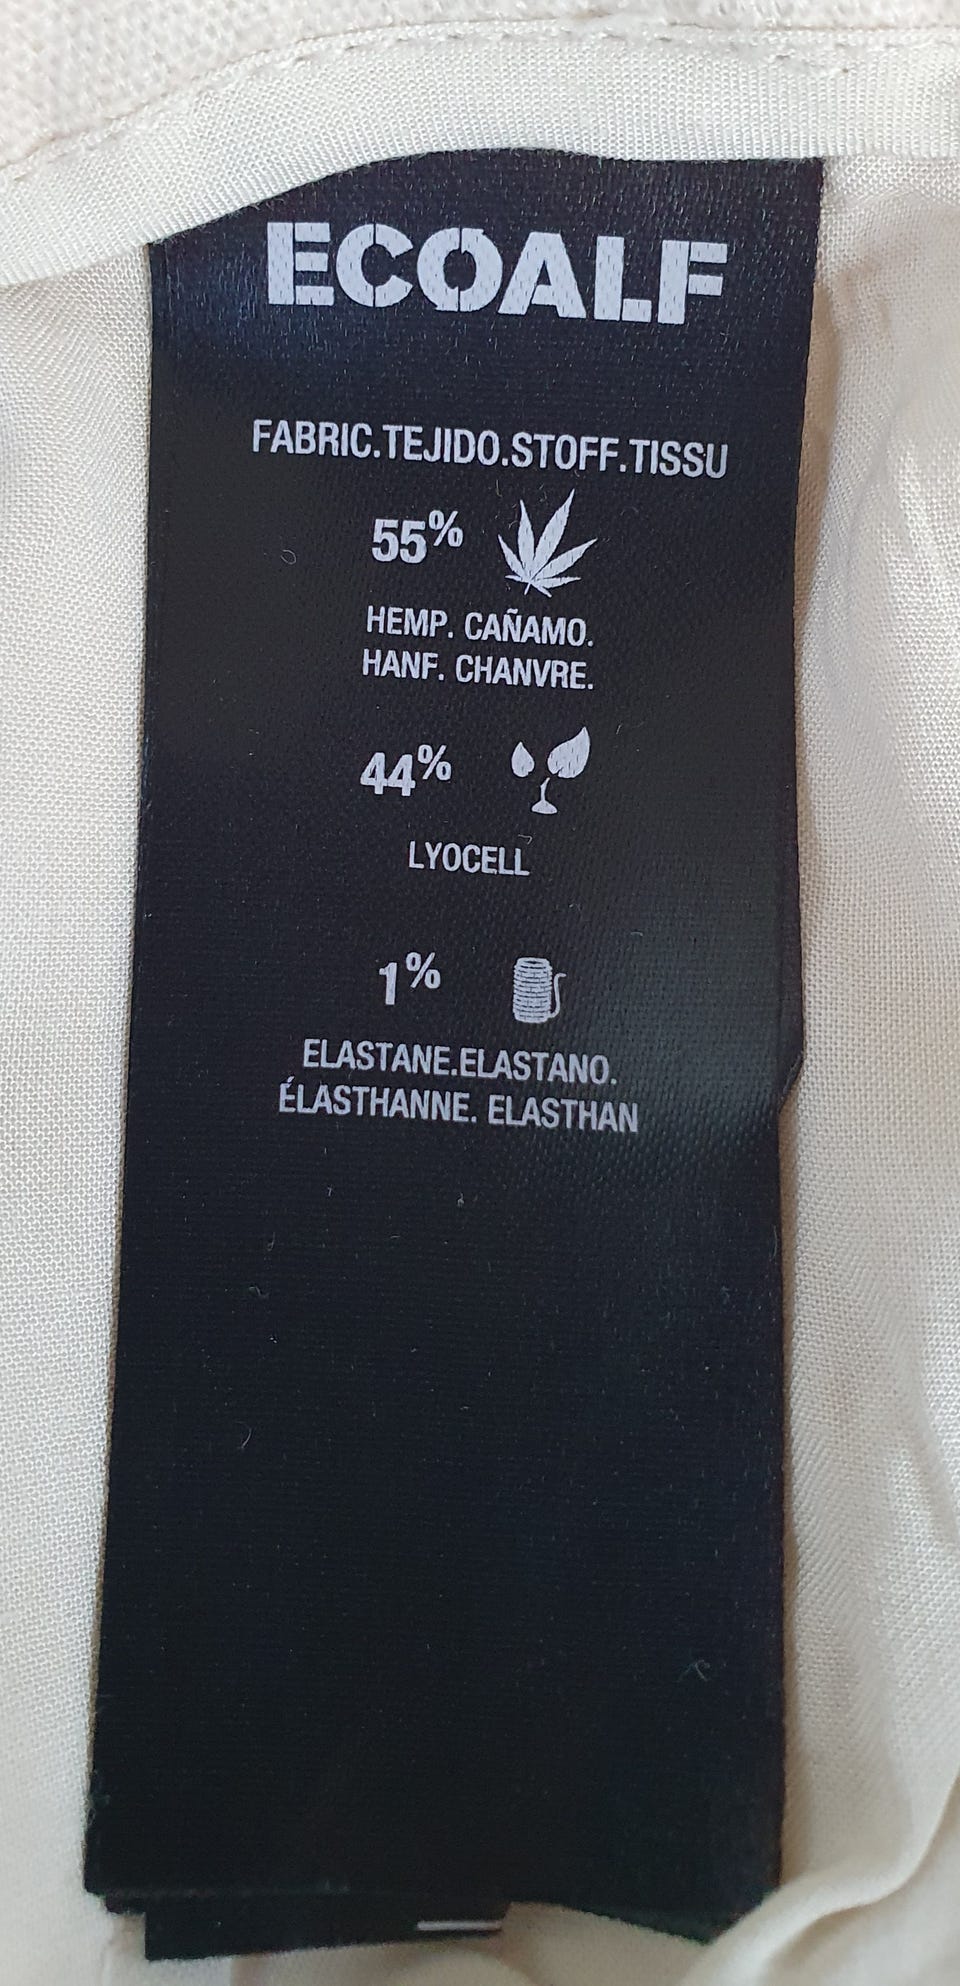 ECOALF
FABRIC.TEJIDO.STOFF.TISSU
55%
HEMP. CAÑAMO.
HANF. CHANVRE.
44%
LYOCELL
1%
ELASTANE.ELASTANO.
ÉLASTHANNE. ELASTHAN